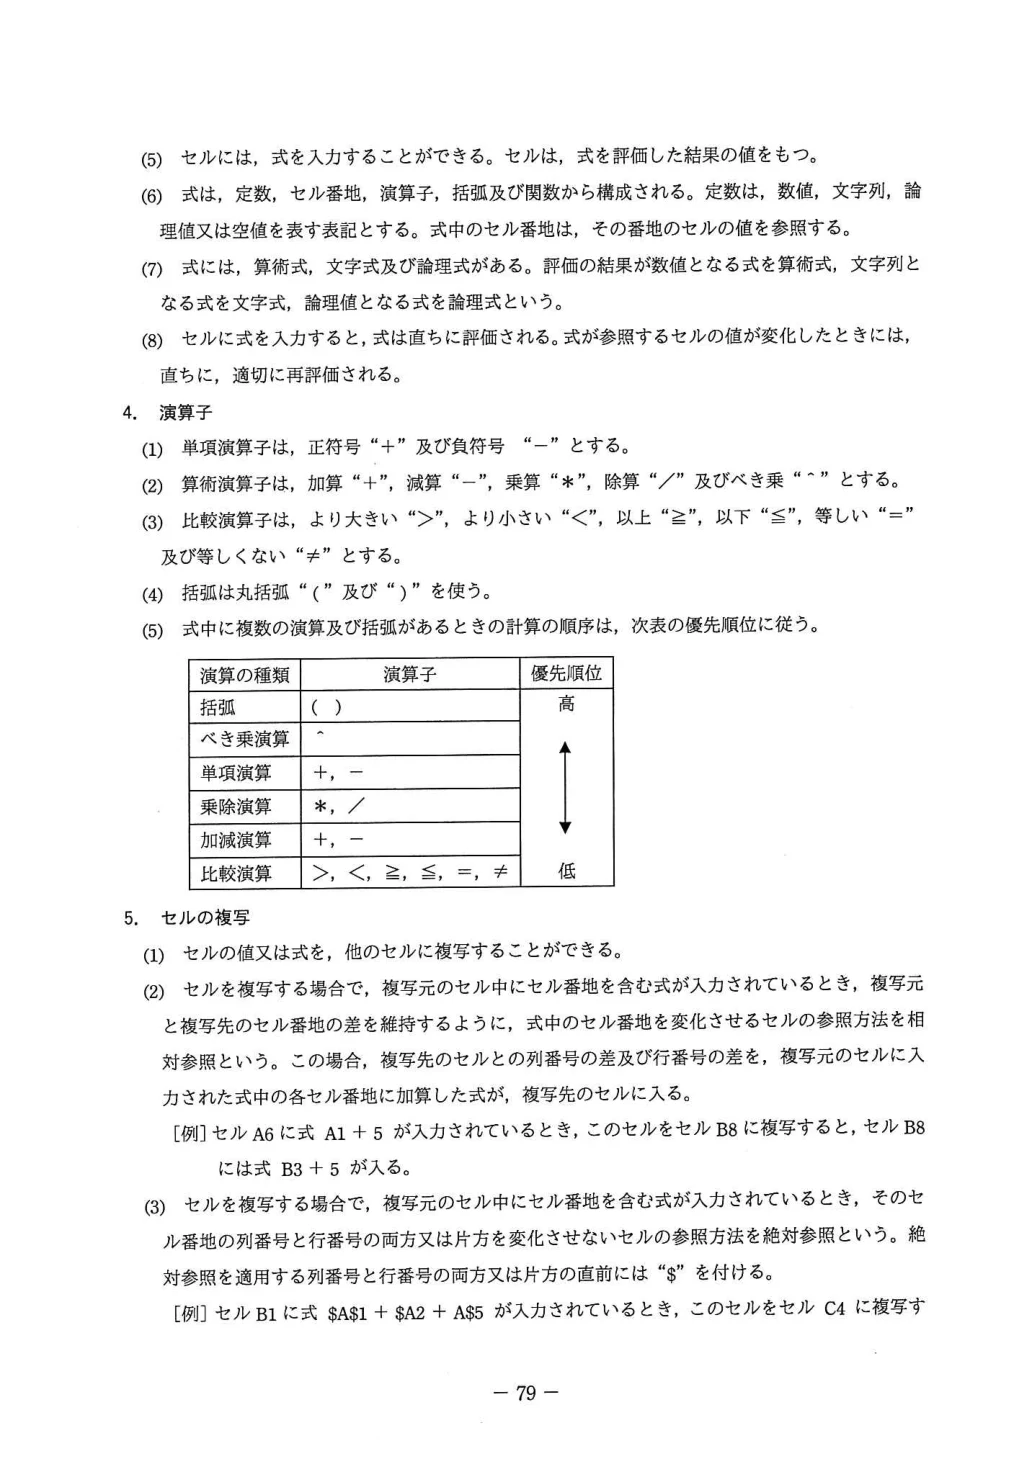 (5) セルには，式を入力することができる。セルは，式を評価した結果の値をもつ。
(6) 式は，定数，セル番地，演算子，括弧及び関数から構成される。定数は，数値，文字列，論
理値又は空値を表す表記とする。式中のセル番地は，その番地のセルの値を参照する。
(7) 式には，算術式，文字式及び論理式がある。評価の結果が数値となる式を算術式，文字列と
なる式を文字式，論理値となる式を論理式という。
(8) セルに式を入力すると，式は直ちに評価される。式が参照するセルの値が変化したときには，
直ちに，適切に再評価される。
4． 演算子
(1) 単項演算子は，正符号 “＋” 及び負符号 “－” とする。
(2) 算術演算子は，加算 “＋”，減算 “－”，乗算 “＊”，除算 “／” 及びべき乗 “＾” とする。
(3) 比較演算子は，より大きい “＞”，より小さい “＜”，以上 “≧”，以下 “≦”，等しい “＝”
及び等しくない “≠” とする。
(4) 括弧は丸括弧 “(” 及び “)” を使う。
(5) 式中に複数の演算及び括弧があるときの計算の順序は，次表の優先順位に従う。
演算の種類 演算子 優先順位
括弧 ( ) 高
べき乗演算 ＾
単項演算 ＋，－
乗除演算 ＊，／
加減演算 ＋，－
比較演算 ＞，＜，≧，≦，＝，≠ 低
5． セルの複写
(1) セルの値又は式を，他のセルに複写することができる。
(2) セルを複写する場合で，複写元のセル中にセル番地を含む式が入力されているとき，複写元
と複写先のセル番地の差を維持するように，式中のセル番地を変化させるセルの参照方法を相
対参照という。この場合，複写先のセルとの列番号の差及び行番号の差を，複写元のセルに入
力された式中の各セル番地に加算した式が，複写先のセルに入る。
［例］セル A6 に式 A1 ＋ 5 が入力されているとき，このセルをセル B8 に複写すると，セル B8
には式 B3 ＋ 5 が入る。
(3) セルを複写する場合で，複写元のセル中にセル番地を含む式が入力されているとき，そのセ
ル番地の列番号と行番号の両方又は片方を変化させないセルの参照方法を絶対参照という。絶
対参照を適用する列番号と行番号の両方又は片方の直前には “$” を付ける。
［例］セル B1 に式 $A$1 ＋ $A2 ＋ A$5 が入力されているとき，このセルをセル C4 に複写す
－ 79 －